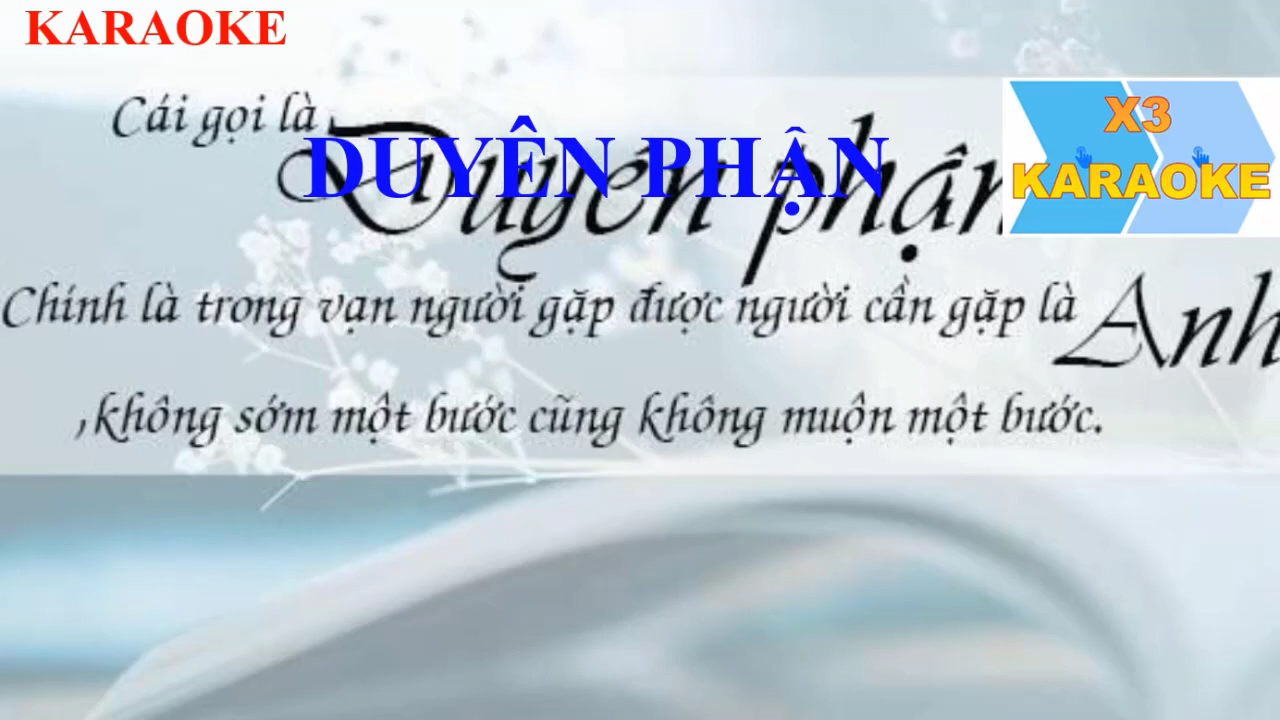 KARAOKE
Cái gọi là Duyên phận
DUYÊN PHẬN
X3
KARAOKE
Chính là trong vạn người gặp được người cần gặp là Anh
,không sớm một bước cũng không muộn một bước.